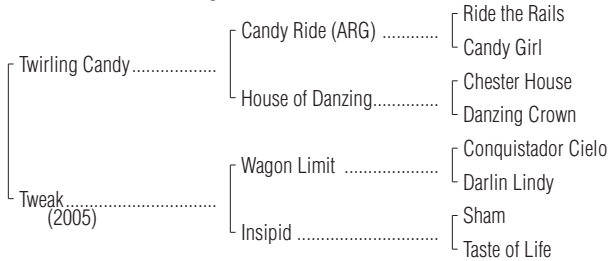 Ride the Rails
Candy Ride (ARG) ............
Candy Girl
Twirling Candy..................
Chester House
House of Danzing..............
Danzing Crown
Conquistador Cielo
Wagon Limit ....................
Darlin Lindy
Tweak................................
(2005)
Sham
Insipid ..............................
Taste of Life